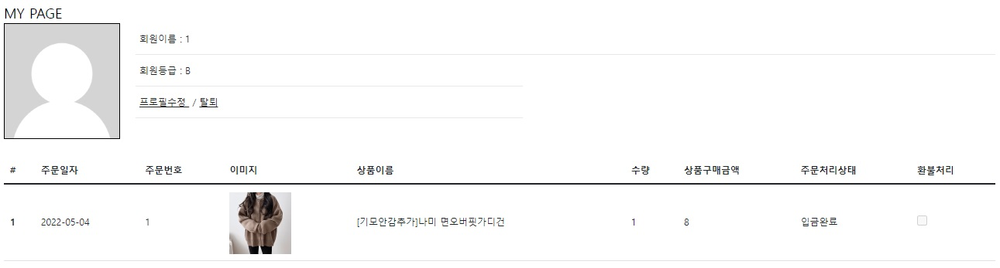 MY PAGE
회원이름 : 1
회원등급 : B
프로필수정 / 탈퇴
# 주문일자 주문번호 이미지 상품이름 수량 상품구매금액 주문처리상태 환불처리
1 2022-05-04 1 [기모안감추가]나미 면오버핏가디건 1 8 입금완료